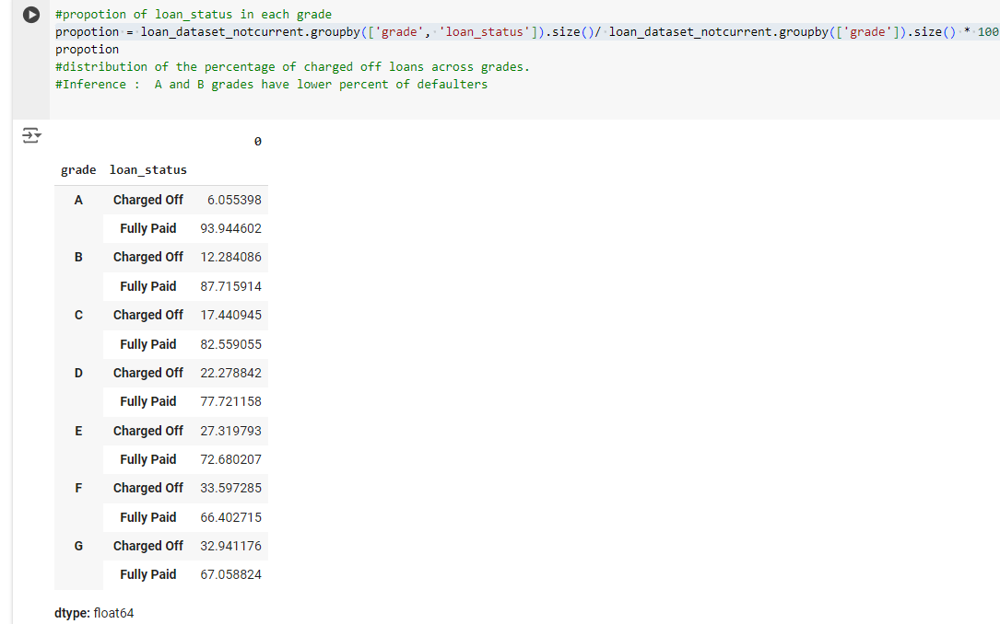 #propotion of loan_status in each grade
propotion = loan_dataset_notcurrent.groupby(['grade', 'loan_status']).size()/ loan_dataset_notcurrent.groupby(['grade']).size() * 100
propotion
#distribution of the percentage of charged off loans across grades.
#Inference :  A and B grades have lower percent of defaulters
0
grade loan_status
A Charged Off 6.055398
Fully Paid 93.944602
B Charged Off 12.284086
Fully Paid 87.715914
C Charged Off 17.440945
Fully Paid 82.559055
D Charged Off 22.278842
Fully Paid 77.721158
E Charged Off 27.319793
Fully Paid 72.680207
F Charged Off 33.597285
Fully Paid 66.402715
G Charged Off 32.941176
Fully Paid 67.058824
dtype: float64